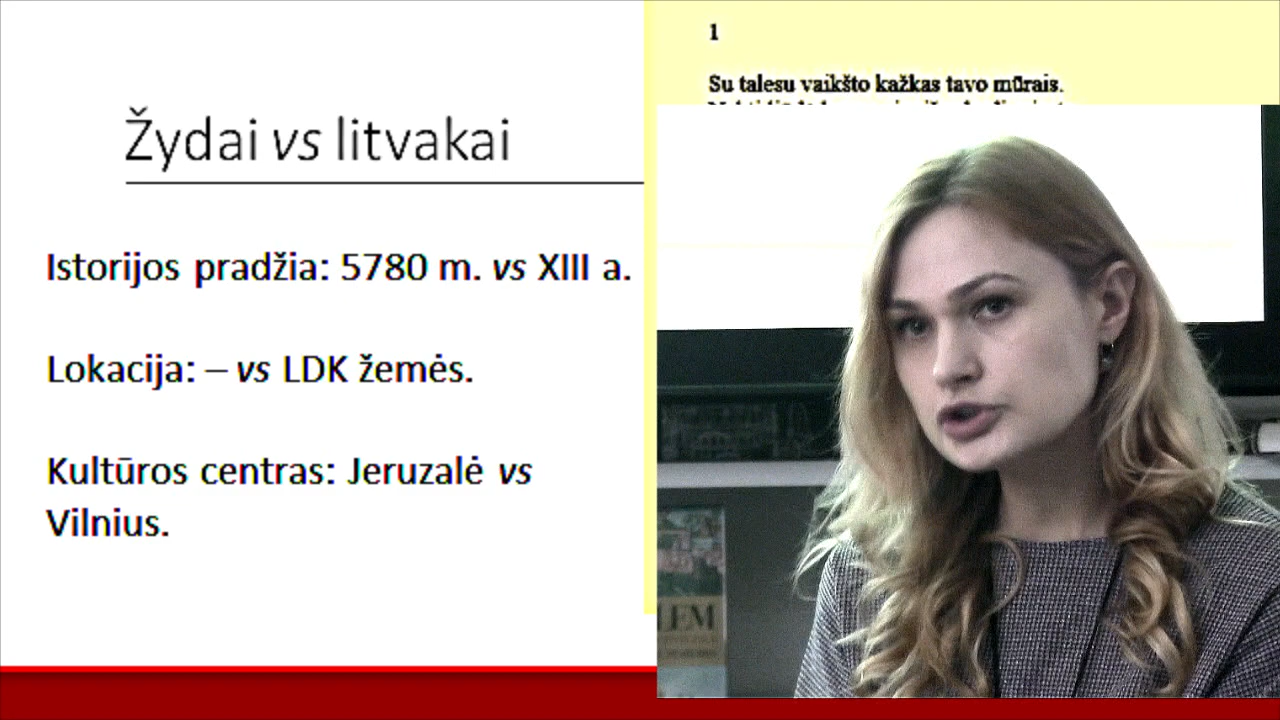 Žydai vs litvakai
Istorijos pradžia: 5780 m. vs XIII a.
Lokacija: – vs LDK žemės.
Kultūros centras: Jeruzalė vs
Vilnius.
1
Su talesu vaikšto kažkas tavo mūrais.